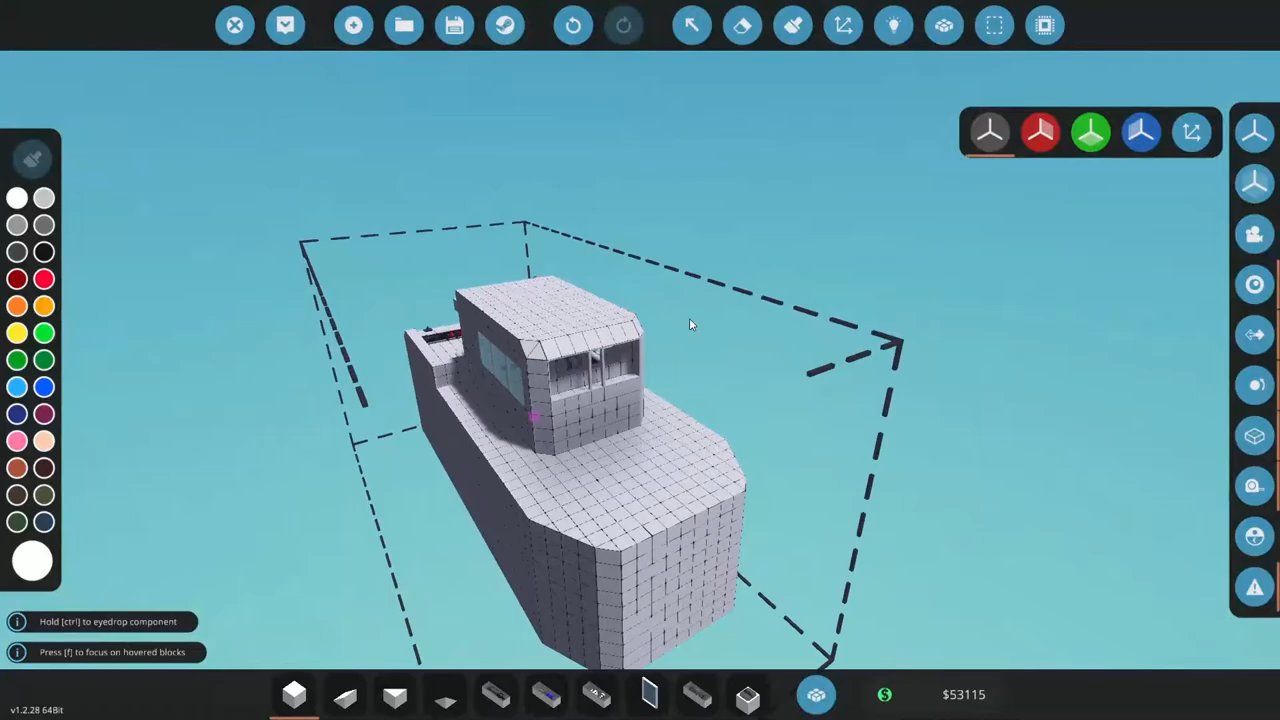 Hold [ctrl] to eyedrop component
Press [f] to focus on hovered blocks
v1.2.28 64Bit
$53115